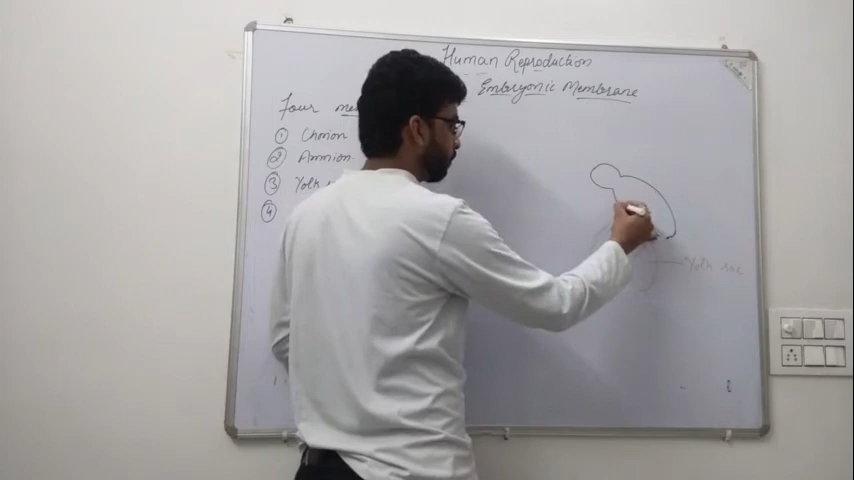 Human Reproduction
Embryonic Membrane
Four
① Chorion
② Amnion
③ Yolk
④
Yolk sac